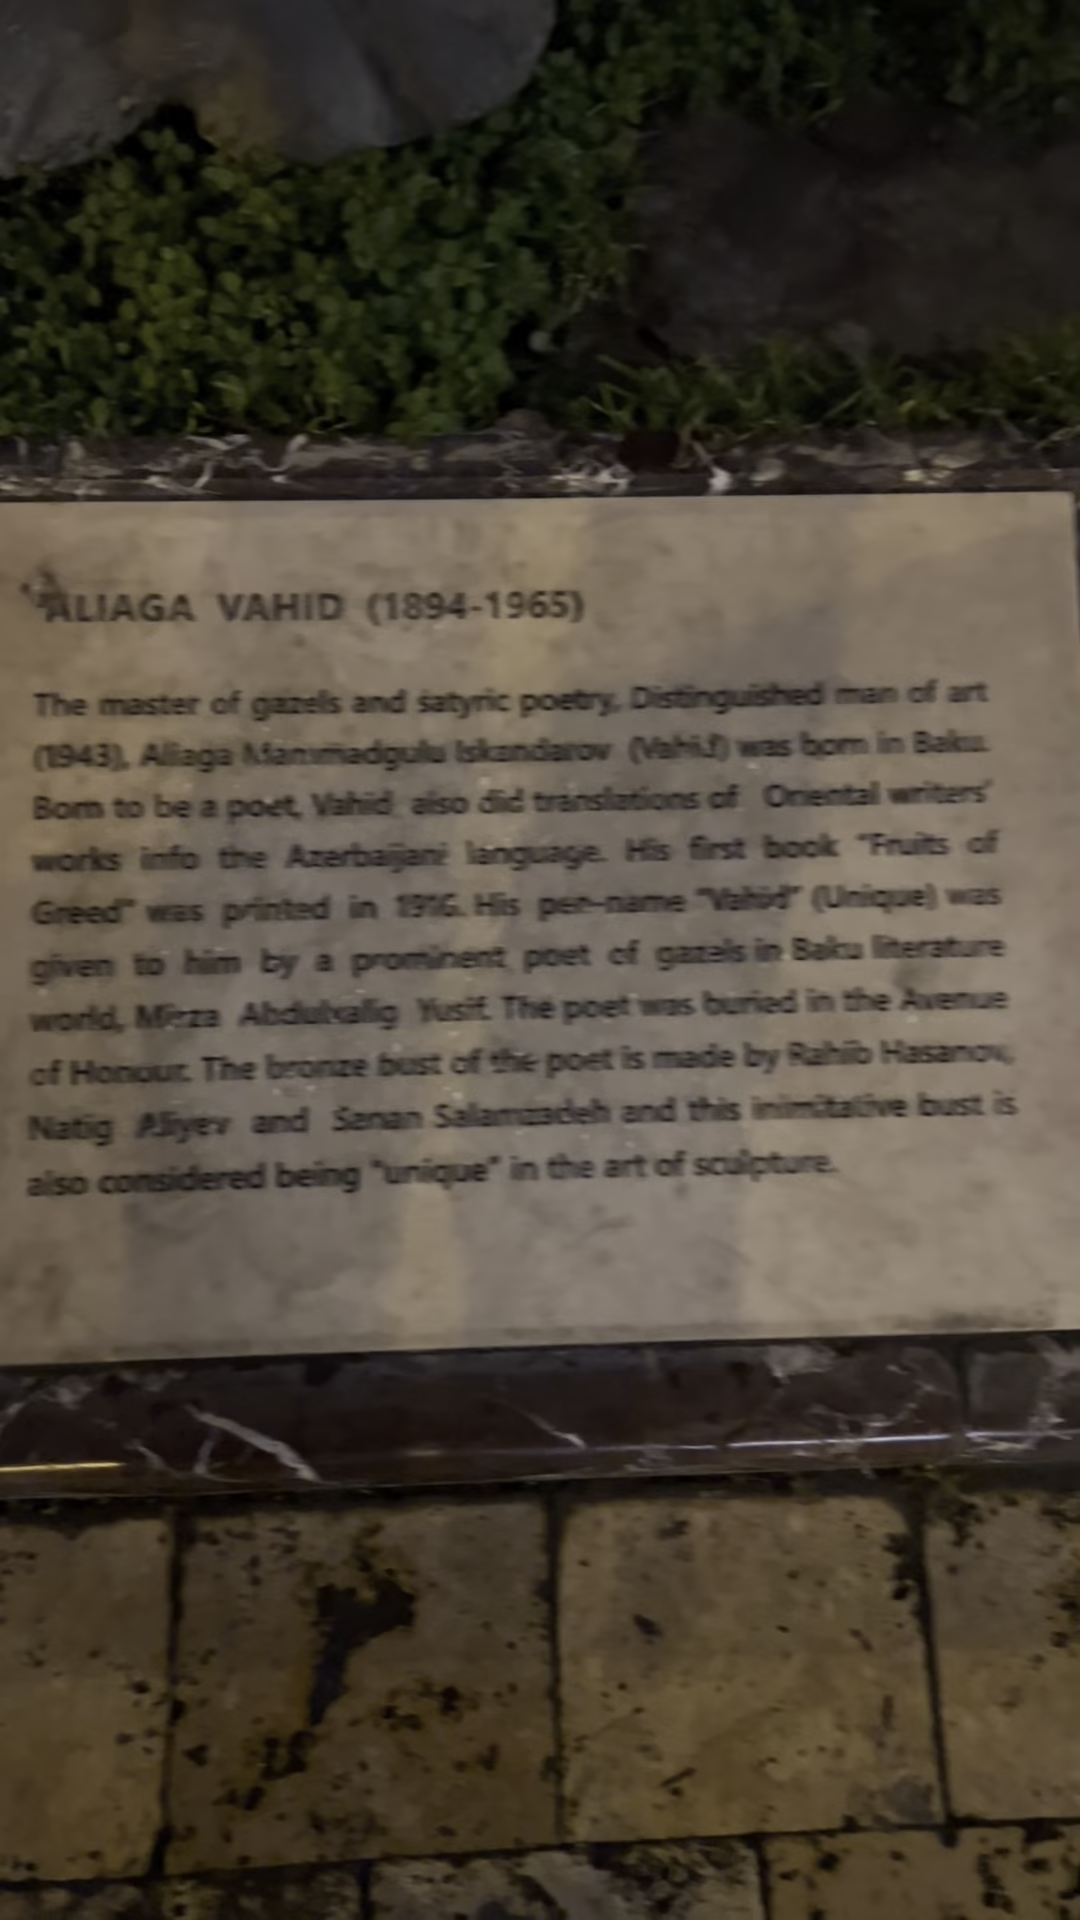 ALIAGA VAHID (1894-1965)
The master of gazels and satyric poetry, Distinguished man of art
(1943), Aliaga Mammadgulu Iskandarov (Vahid) was born in Baku.
Born to be a poet, Vahid also did translations of Oriental writers'
works info the Azerbaijani language. His first book "Fruits of
Greed" was printed in 1916. His pen-name "Vahid" (Unique) was
given to him by a prominent poet of gazels in Baku literature
world, Mirza Abdulxalig Yusif. The poet was buried in the Avenue
of Honour. The bronze bust of the poet is made by Rahib Hasanov,
Natig Aliyev and Sanan Salamzadeh and this inimitative bust is
also considered being "unique" in the art of sculpture.